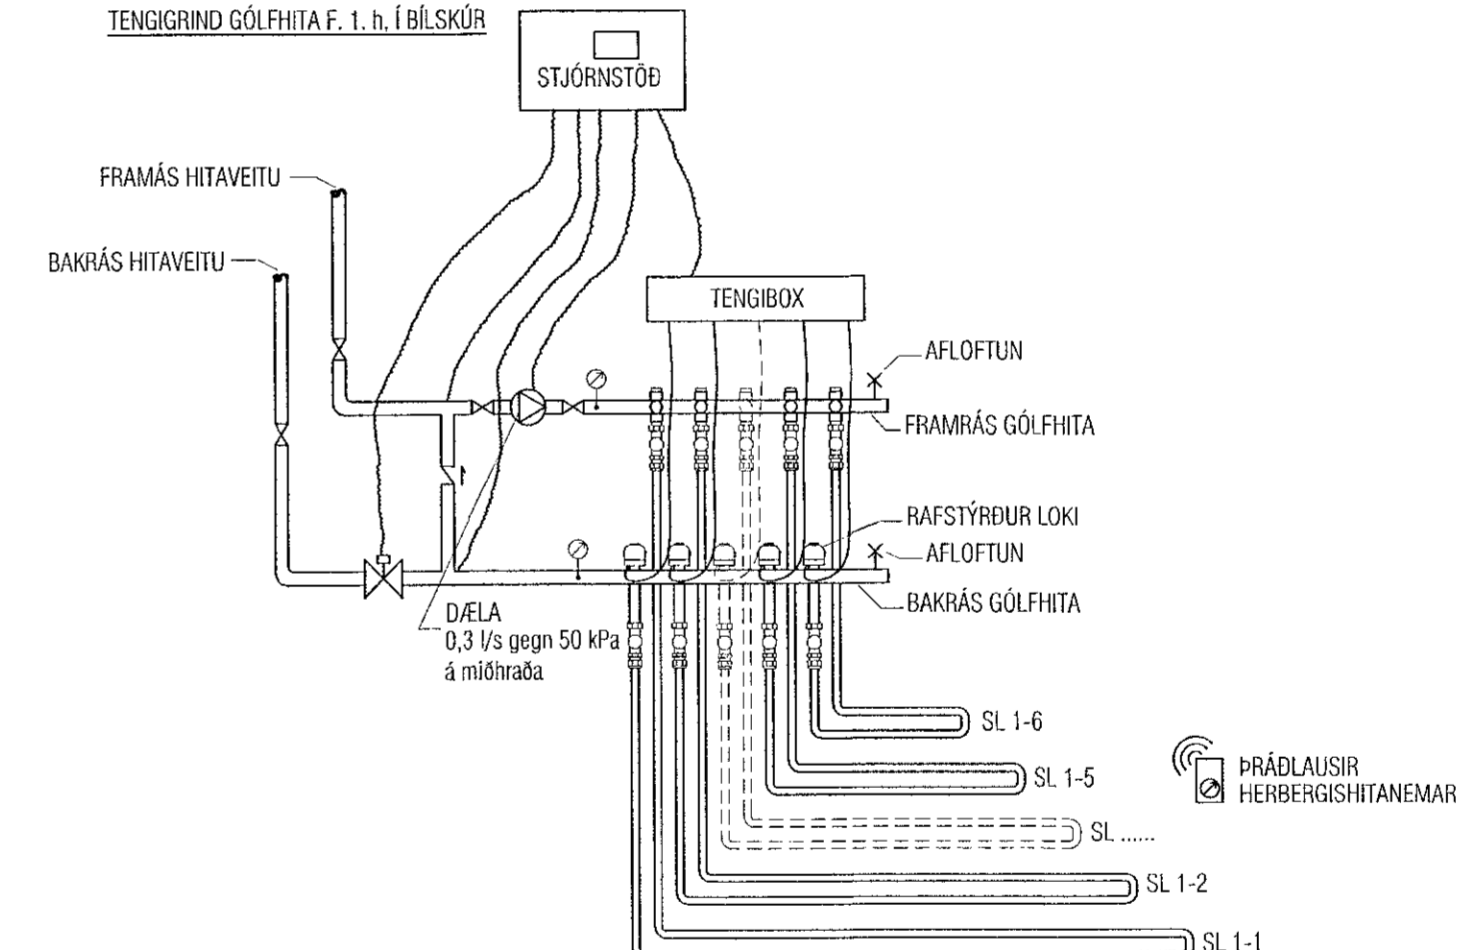 TENGIGRIND GÓLFHITA F. 1. h, Í BÍLSKÚR
STJÓRNSTÖÐ
FRAMÁS HITAVEITU
BAKRÁS HITAVEITU
TENGIBOX
AFLOFTUN
FRAMRÁS GÓLFHITA
RAFSTÝRÐUR LOKI
AFLOFTUN
BAKRÁS GÓLFHITA
DÆLA
0,3 l/s gegn 50 kPa
á miðhraða
SL 1-6
SL 1-5
ÞRÁÐLAUSIR
HERBERGISHITANEMAR
SL ......
SL 1-2
SL 1-1